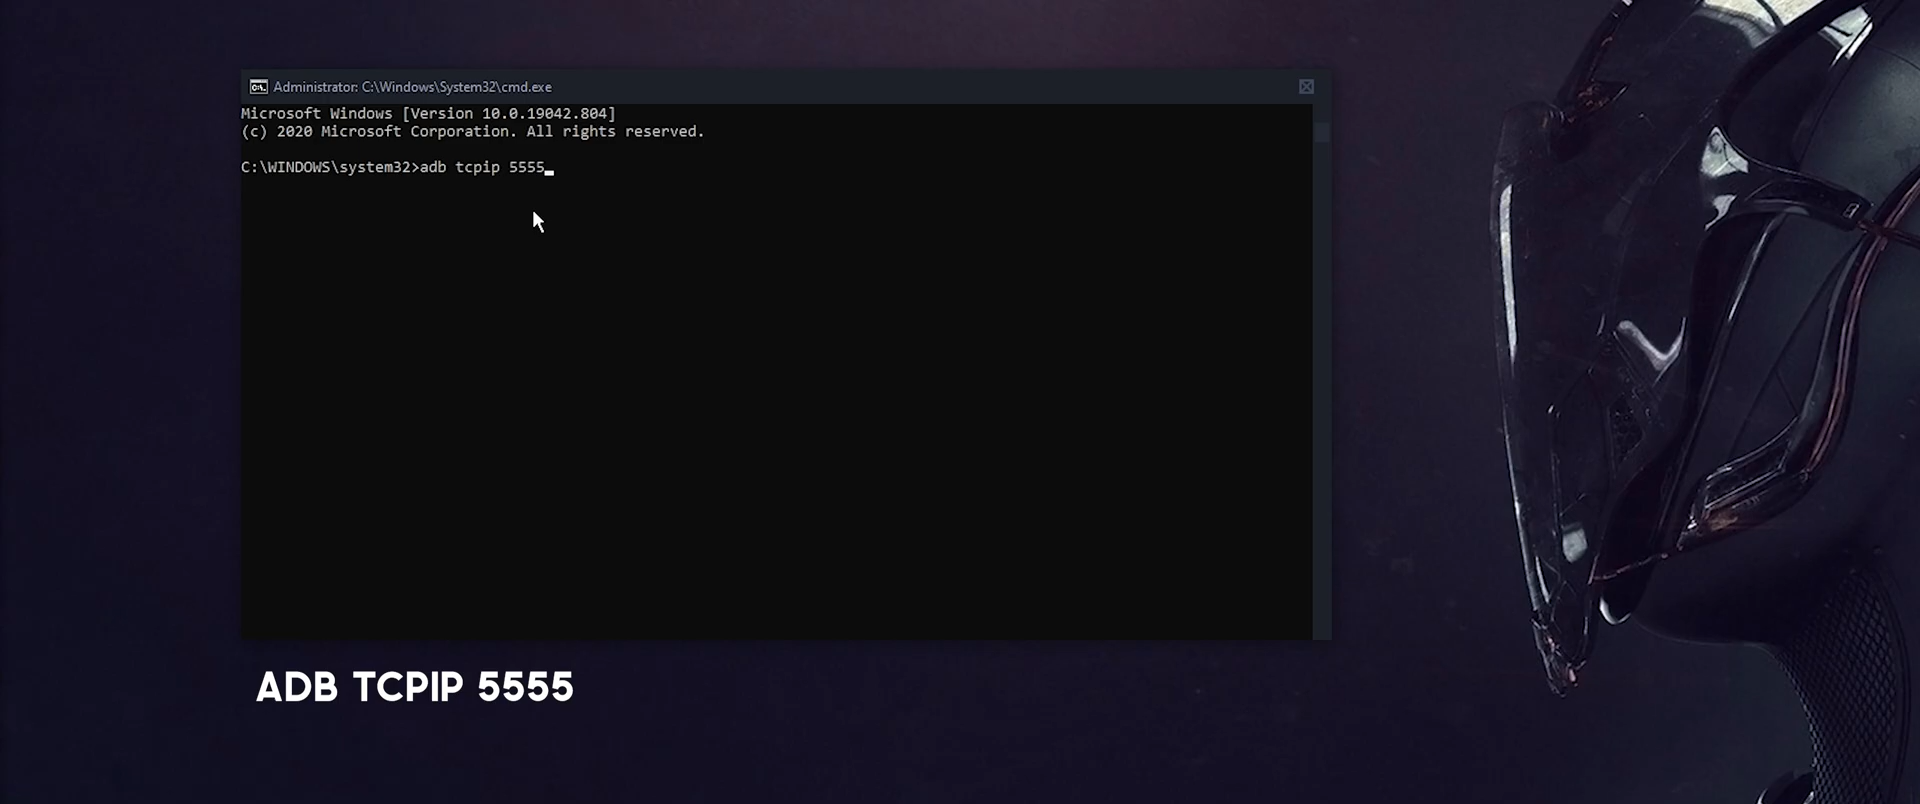 Administrator: C:\Windows\System32\cmd.exe
Microsoft Windows [Version 10.0.19042.804]
(c) 2020 Microsoft Corporation. All rights reserved.
C:\WINDOWS\system32>adb tcpip 5555
ADB TCPIP 5555